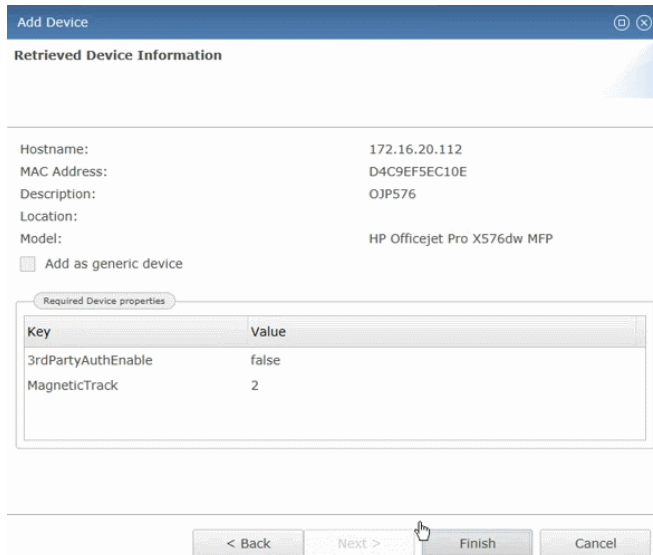 Add Device
Retrieved Device Information
Hostname: 172.16.20.112
MAC Address: D4C9EF5EC10E
Description: OJP576
Location:
Model: HP Officejet Pro X576dw MFP
Add as generic device
Required Device properties
Key Value
3rdPartyAuthEnable false
MagneticTrack 2
< Back Next > Finish Cancel